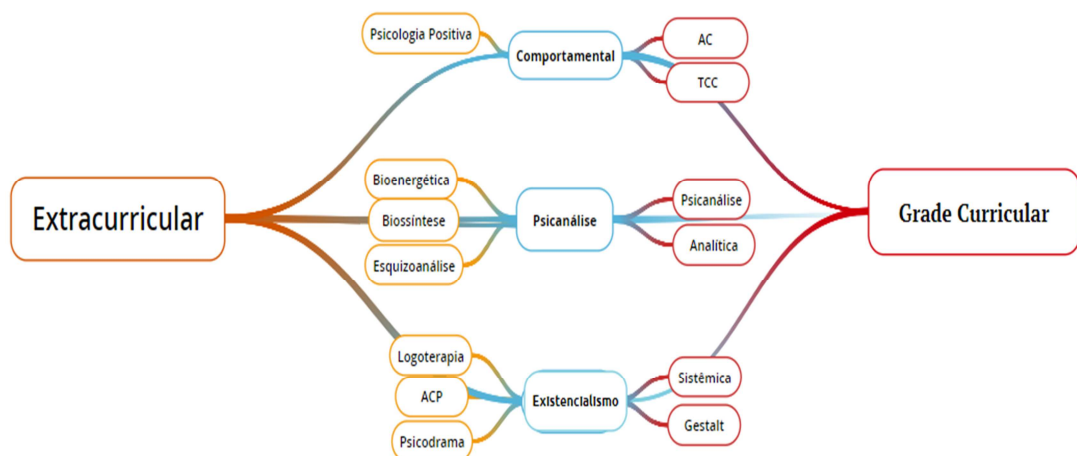 Psicologia Positiva
Comportamental
AC
TCC
Extracurricular
Bioenergética
Biossíntese
Esquizoanálise
Psicanálise
Psicanálise
Analítica
Grade Curricular
Logoterapia
ACP
Psicodrama
Existencialismo
Sistêmica
Gestalt